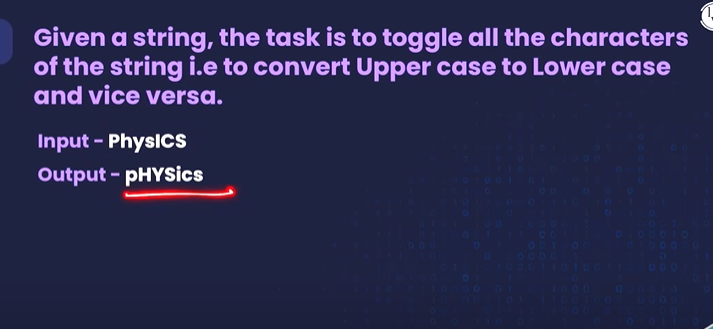 Given a string, the task is to toggle all the characters
of the string i.e to convert Upper case to Lower case
and vice versa.
Input - PhysICS
Output - pHYSics